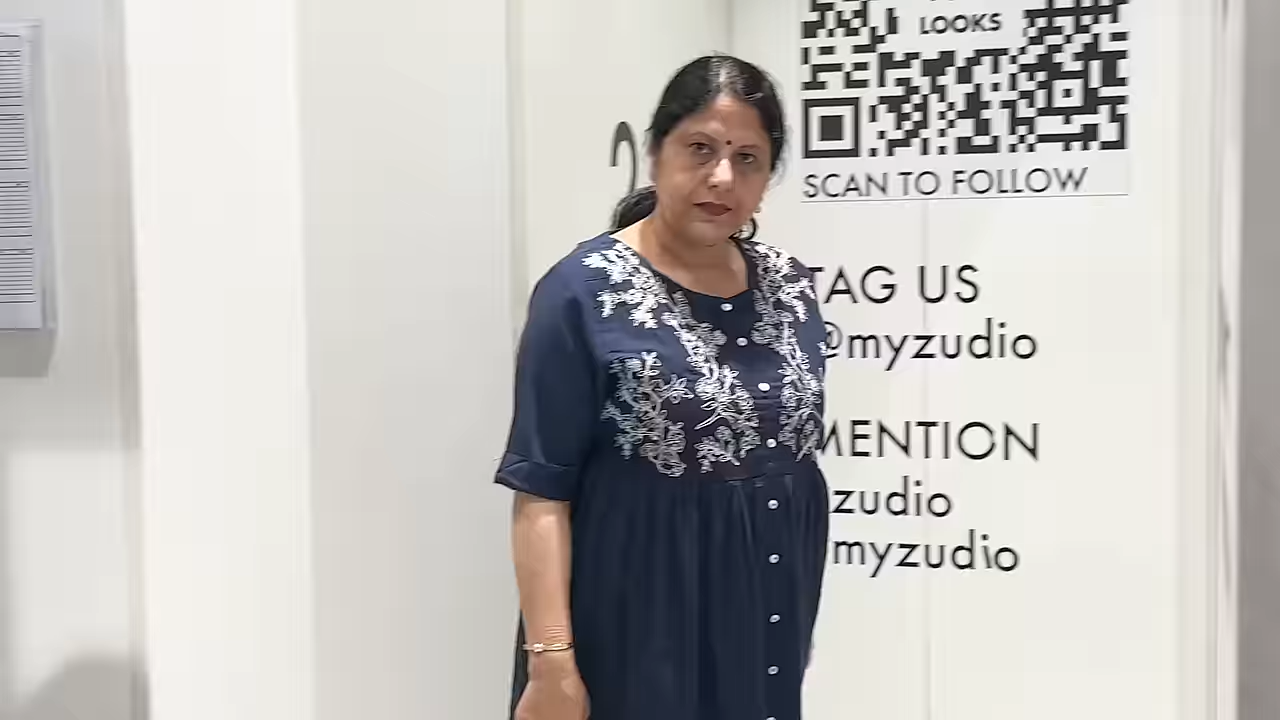 LOOKS
SCAN TO FOLLOW
TAG US
@myzudio
MENTION
zudio
myzudio